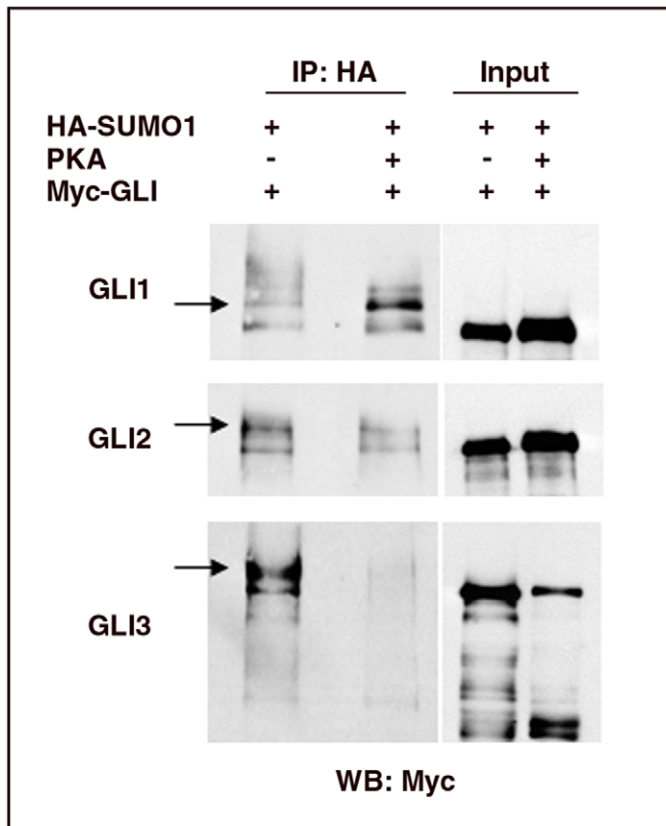 IP: HA Input
HA-SUMO1 + + + +
PKA - + - +
Myc-GLI + + + +
GLI1
GLI2
GLI3
WB: Myc